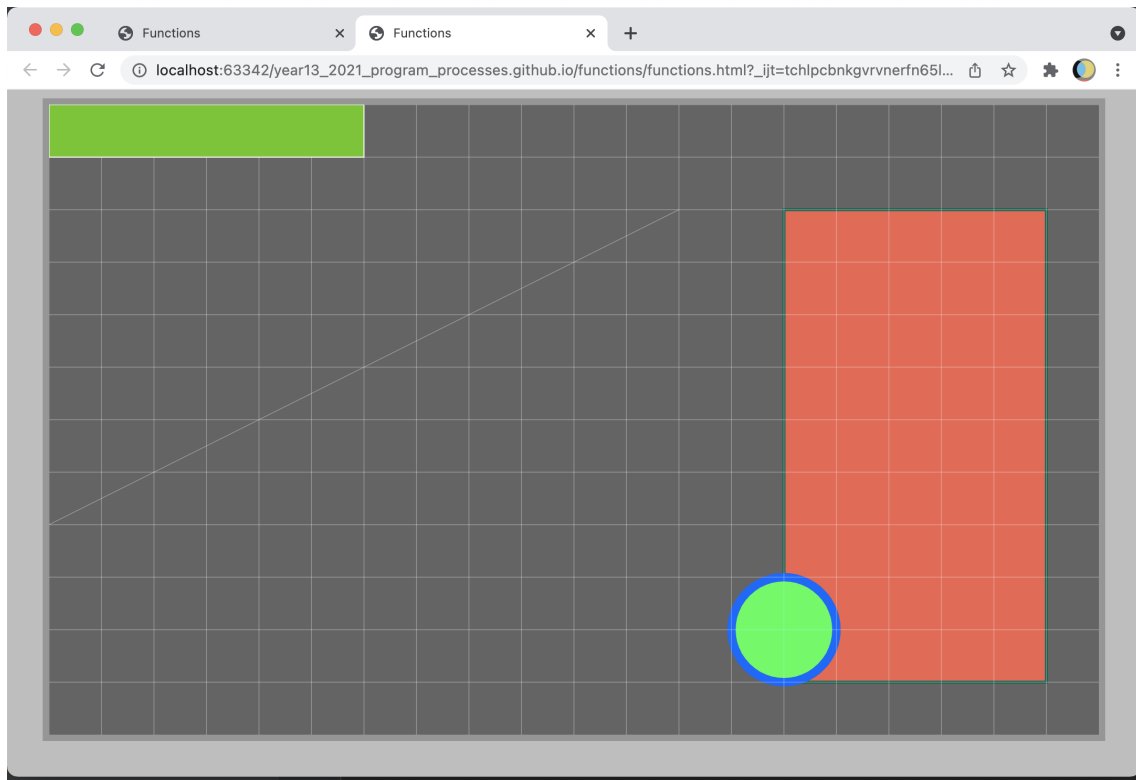 Functions
Functions
localhost:63342/year13_2021_program_processes.github.io/functions/functions.html?_ijt=tchlpcbnkgvrvnerfn65l...